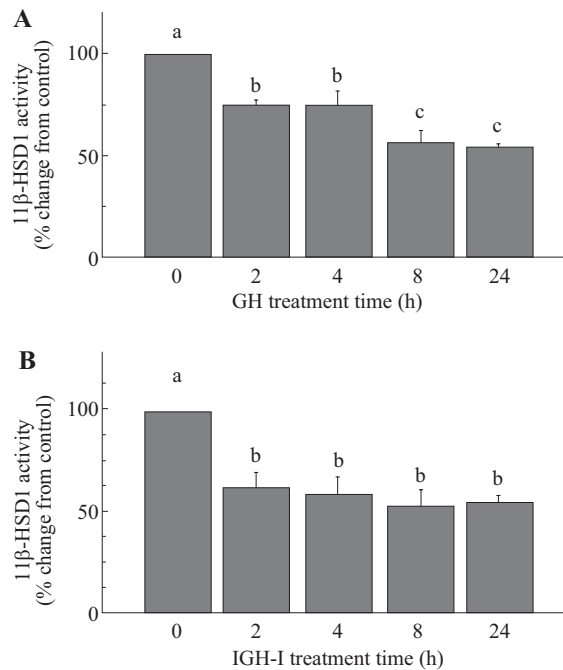 A
11β-HSD1 activity
(% change from control)
100
50
0
a
b
b
c
c
0 2 4 8 24
GH treatment time (h)
B
11β-HSD1 activity
(% change from control)
100
50
0
a
b
b
b
b
0 2 4 8 24
IGH-I treatment time (h)